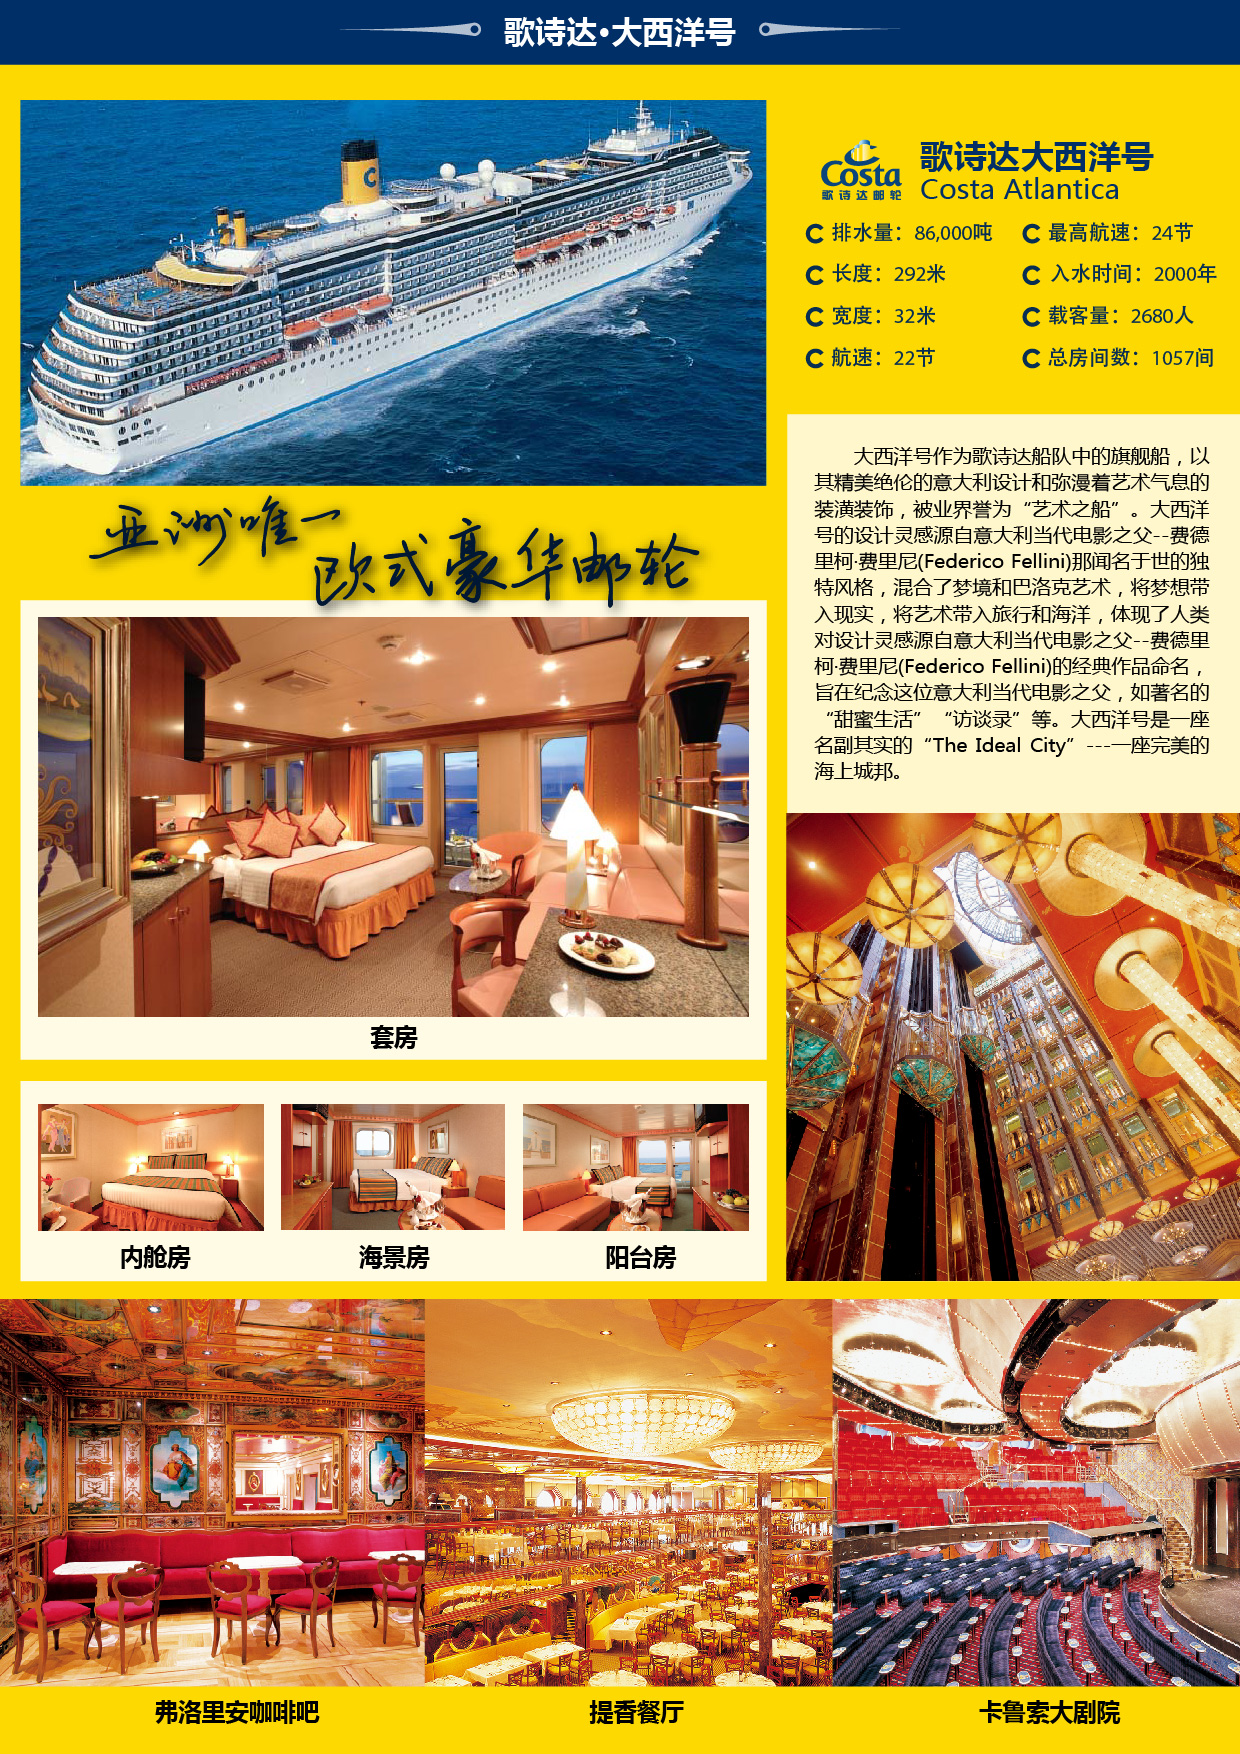 歌诗达·大西洋号
Costa
歌诗达邮轮
歌诗达大西洋号
Costa Atlantica
排水量：86,000吨
最高航速：24节
长度：292米
入水时间：2000年
宽度：32米
载客量：2680人
航速：22节
总房间数：1057间
大西洋号作为歌诗达船队中的旗舰船，以
其精美绝伦的意大利设计和弥漫着艺术气息的
装潢装饰，被业界誉为“艺术之船”。大西洋
号的设计灵感源自意大利当代电影之父--费德
里柯·费里尼(Federico Fellini)那闻名于世的独
特风格，混合了梦境和巴洛克艺术，将梦想带
入现实，将艺术带入旅行和海洋，体现了人类
对设计灵感源自意大利当代电影之父--费德里
柯·费里尼(Federico Fellini)的经典作品命名，
旨在纪念这位意大利当代电影之父，如著名的
“甜蜜生活”“访谈录”等。大西洋号是一座
名副其实的“The Ideal City”---一座完美的
海上城邦。
亚洲唯一
欧式豪华邮轮
套房
内舱房
海景房
阳台房
弗洛里安咖啡吧
提香餐厅
卡鲁索大剧院